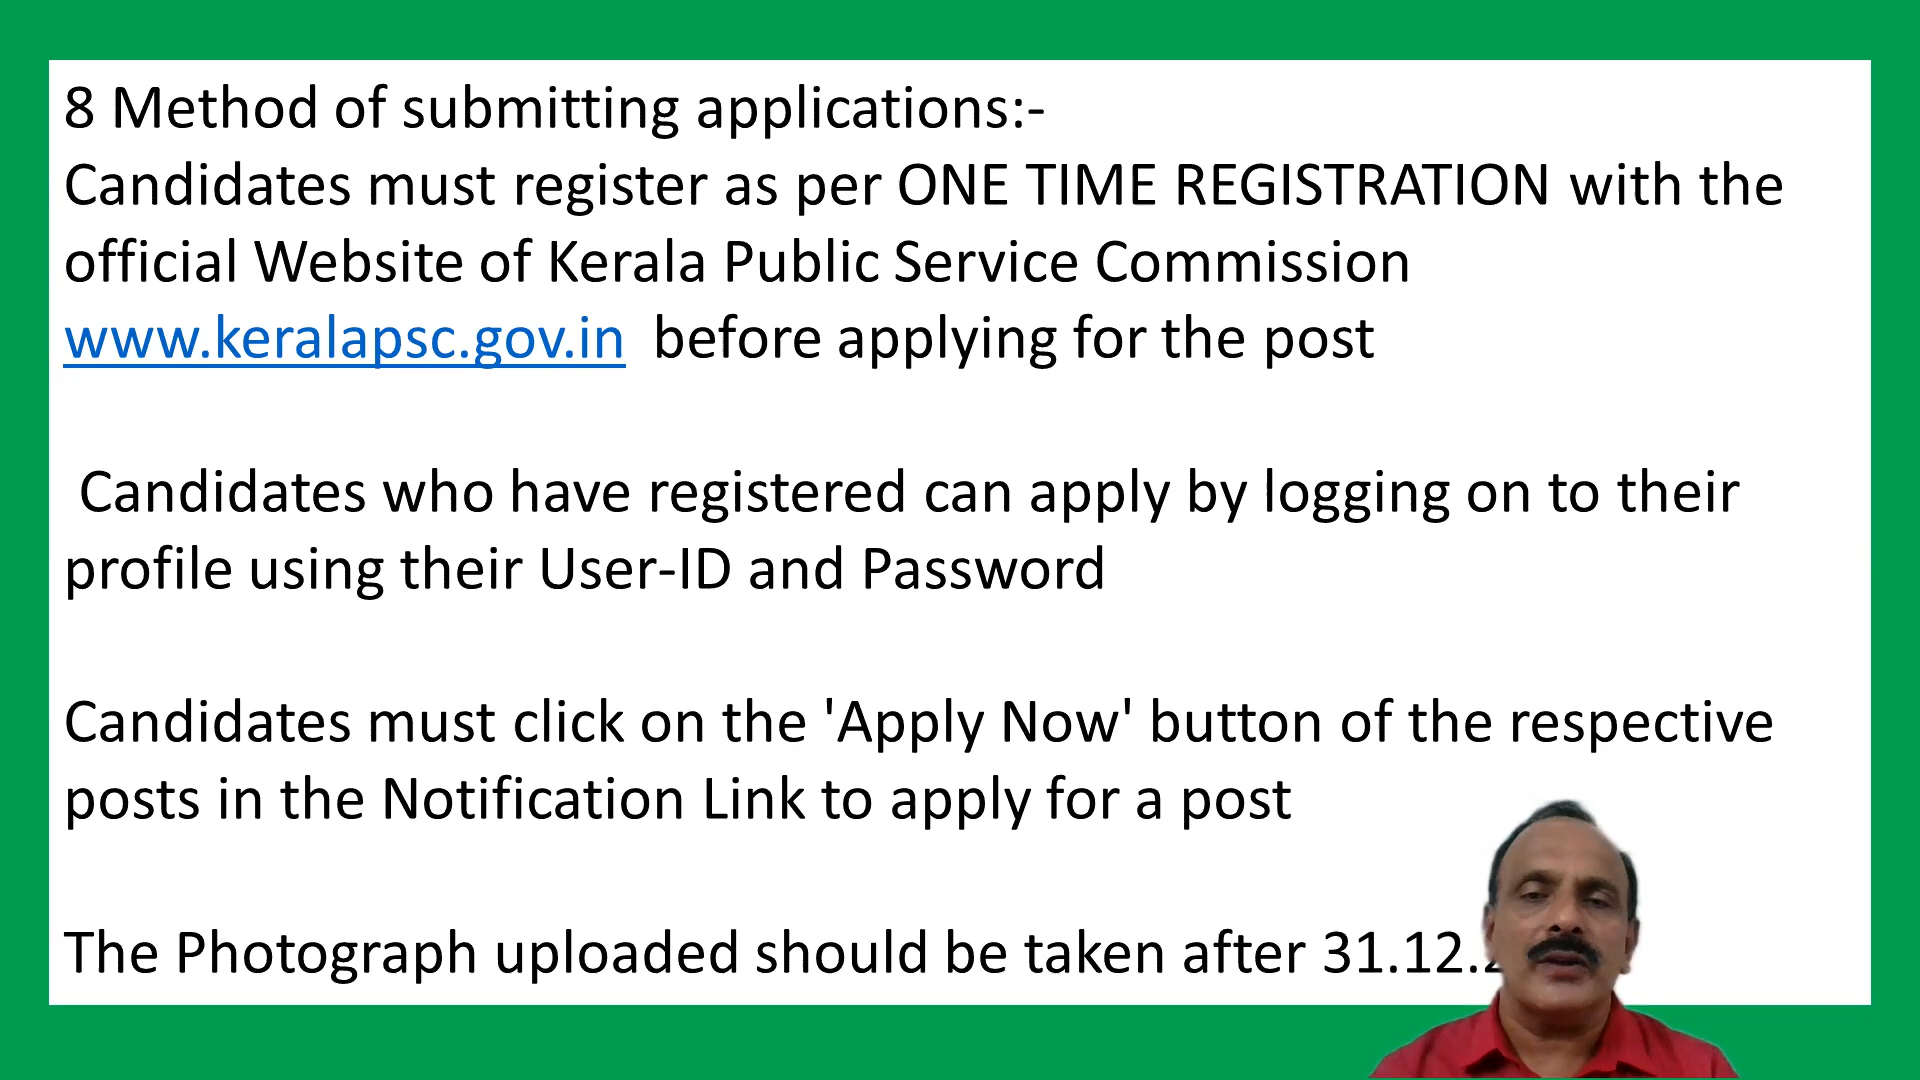 8 Method of submitting applications:-
Candidates must register as per ONE TIME REGISTRATION with the
official Website of Kerala Public Service Commission
www.keralapsc.gov.in before applying for the post
Candidates who have registered can apply by logging on to their
profile using their User-ID and Password
Candidates must click on the 'Apply Now' button of the respective
posts in the Notification Link to apply for a post
The Photograph uploaded should be taken after